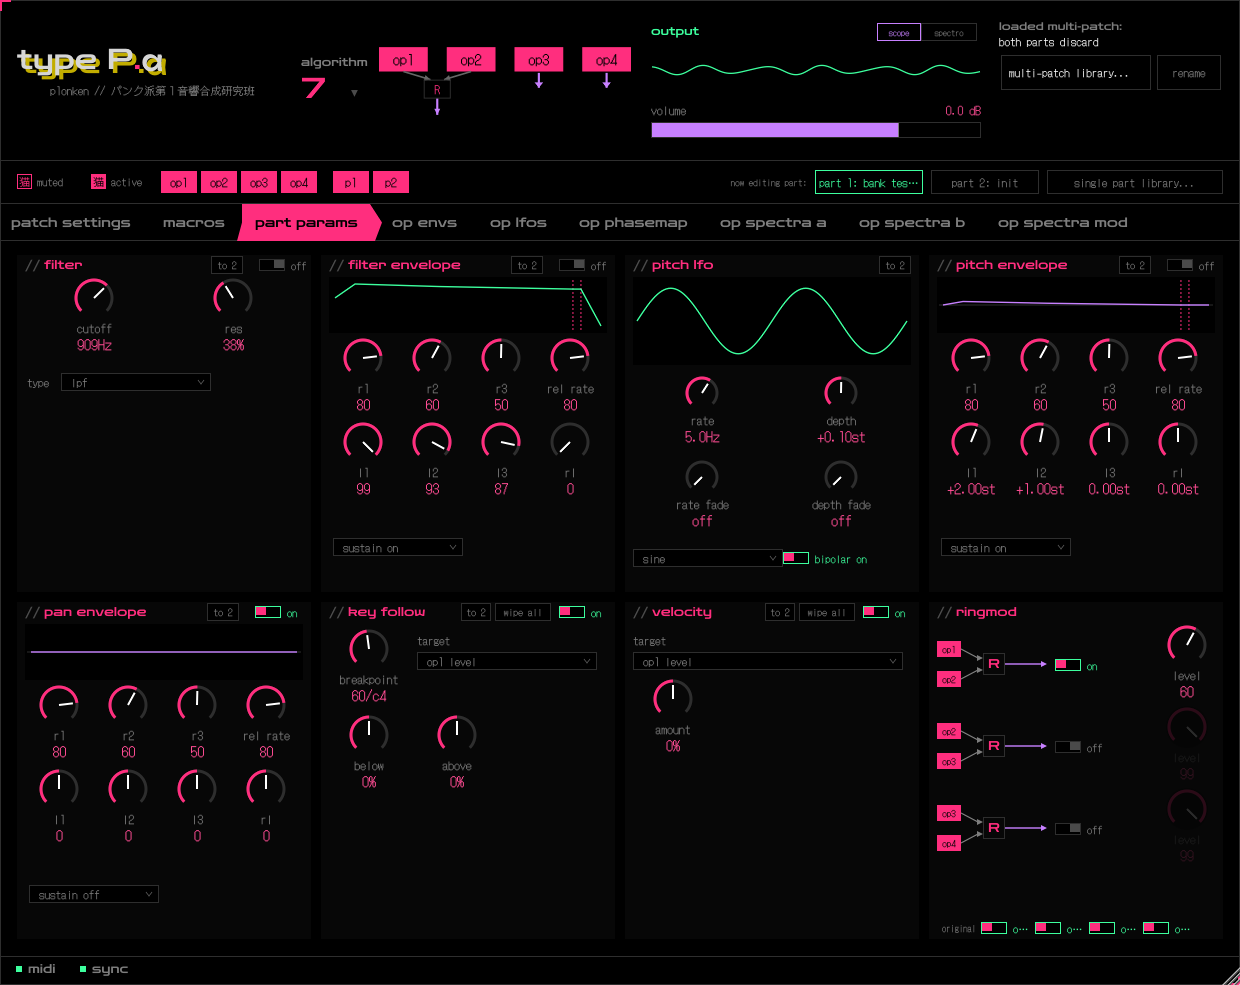 type P.q
plonken // パンク派第1音響合成研究班
algorithm
7
op1
op2
op3
op4
R
output
scope
spectro
volume
0.0 dB
loaded multi-patch:
both parts discard
multi-patch library...
rename
猫 muted
猫 active
op1
op2
op3
op4
p1
p2
now editing part:
part 1: bank tes…
part 2: init
single part library...
patch settings
macros
part params
op envs
op lfos
op phasemap
op spectra a
op spectra b
op spectra mod
// filter
to 2
off
cutoff
909Hz
res
38%
type
lpf
// filter envelope
to 2
off
r1
80
r2
60
r3
50
rel rate
80
l1
99
l2
93
l3
87
rl
0
sustain on
// pitch lfo
to 2
rate
5.0Hz
depth
+0.10st
rate fade
off
depth fade
off
sine
bipolar on
// pitch envelope
to 2
off
r1
80
r2
60
r3
50
rel rate
80
l1
+2.00st
l2
+1.00st
l3
0.00st
rl
0.00st
sustain on
// pan envelope
to 2
on
r1
80
r2
60
r3
50
rel rate
80
l1
0
l2
0
l3
0
rl
0
sustain off
// key follow
to 2
wipe all
on
breakpoint
60/c4
target
op1 level
below
0%
above
0%
// velocity
to 2
wipe all
on
target
op1 level
amount
0%
// ringmod
op1
op2
R
on
level
60
op2
op3
R
off
level
99
op3
op4
R
off
level
99
original
o…
o…
o…
o…
midi
sync